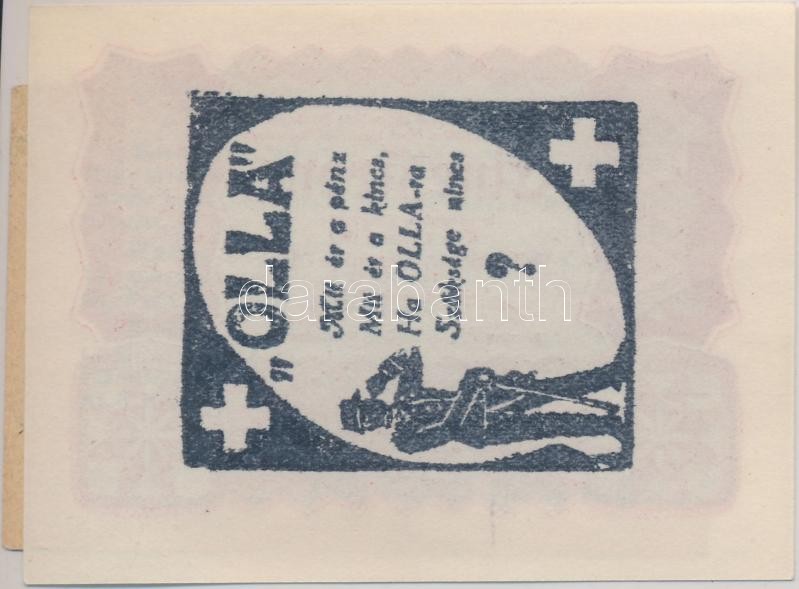 „OLLA”
Mit ér a pénz
Mit ér a kincs,
Ha OLLA-ra
Szüksége nincs
?
darabanth